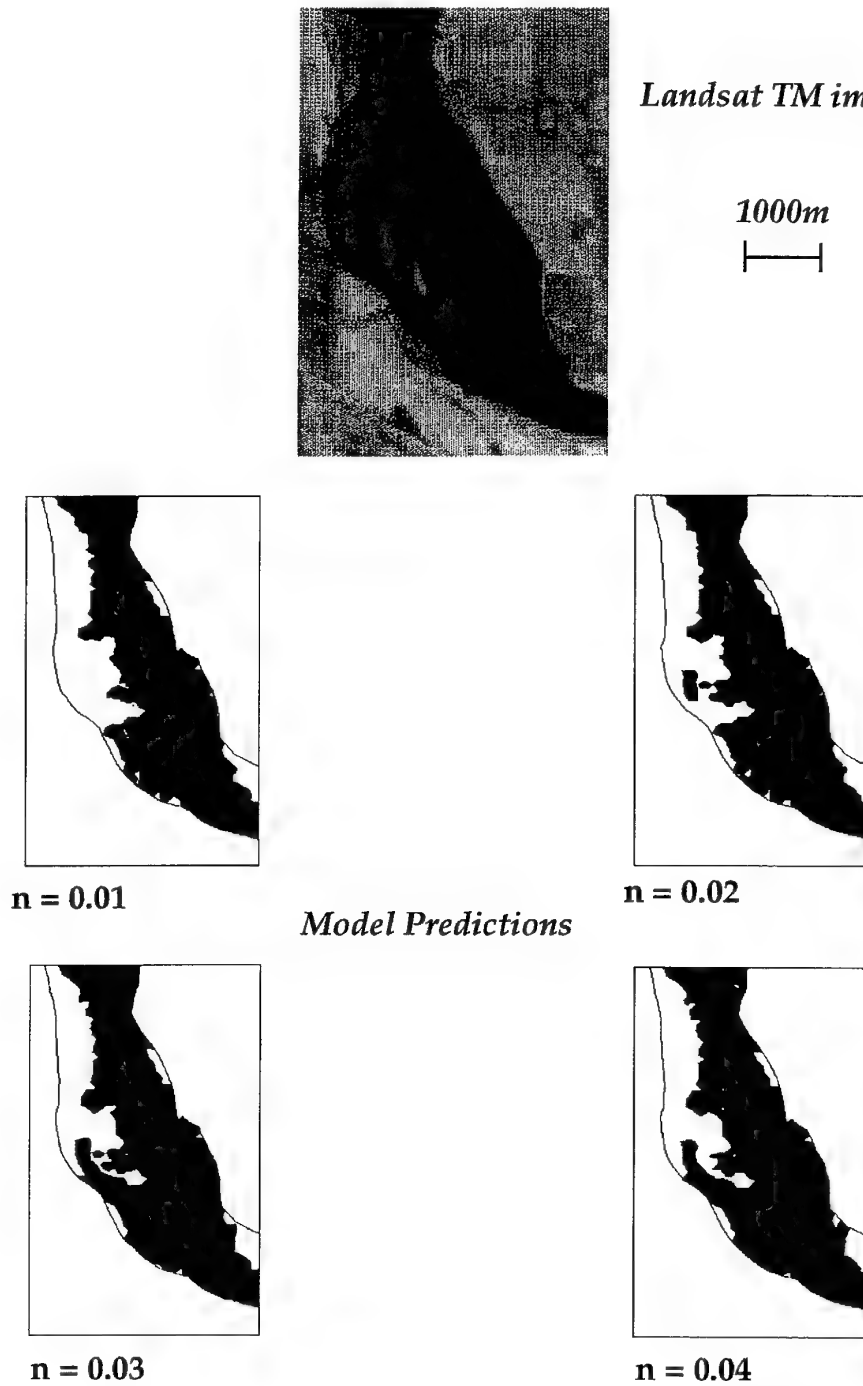 Landsat TM im
1000m
n = 0.01
n = 0.02
Model Predictions
n = 0.03
n = 0.04